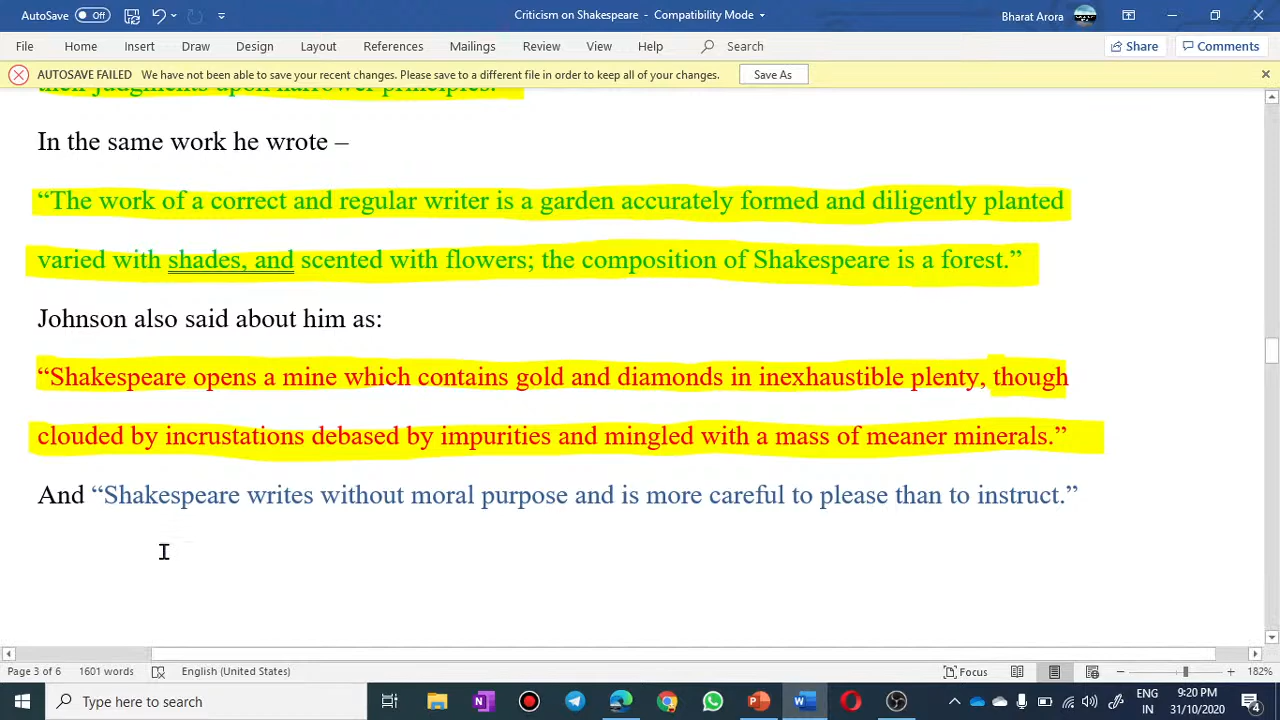 AutoSave Off
Criticism on Shakespeare - Compatibility Mode
Bharat Arora
File Home Insert Draw Design Layout References Mailings Review View Help Search Share Comments
AUTOSAVE FAILED We have not been able to save your recent changes. Please save to a different file in order to keep all of your changes. Save As
their judgments upon narrower principles.
In the same work he wrote –
“The work of a correct and regular writer is a garden accurately formed and diligently planted
varied with shades, and scented with flowers; the composition of Shakespeare is a forest.”
Johnson also said about him as:
“Shakespeare opens a mine which contains gold and diamonds in inexhaustible plenty, though
clouded by incrustations debased by impurities and mingled with a mass of meaner minerals.”
And “Shakespeare writes without moral purpose and is more careful to please than to instruct.”
Page 3 of 6 1601 words English (United States) Focus 182%
Type here to search
ENG
IN
9:20 PM
31/10/2020
4